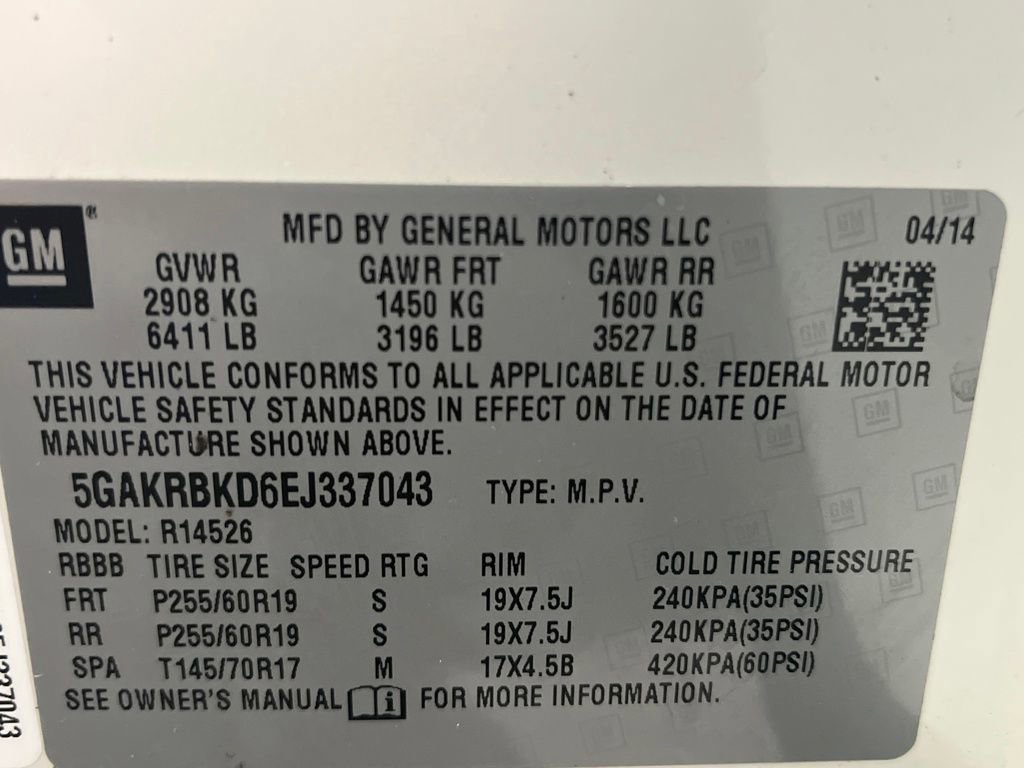 GM® MFD BY GENERAL MOTORS LLC 04/14
GVWR GAWR FRT GAWR RR
2908 KG 1450 KG 1600 KG
6411 LB 3196 LB 3527 LB
THIS VEHICLE CONFORMS TO ALL APPLICABLE U.S. FEDERAL MOTOR
VEHICLE SAFETY STANDARDS IN EFFECT ON THE DATE OF
MANUFACTURE SHOWN ABOVE.
5GAKRBKD6EJ337043 TYPE: M.P.V.
MODEL: R14526
RBBB TIRE SIZE SPEED RTG RIM COLD TIRE PRESSURE
FRT P255/60R19 S 19X7.5J 240KPA(35PSI)
RR P255/60R19 S 19X7.5J 240KPA(35PSI)
SPA T145/70R17 M 17X4.5B 420KPA(60PSI)
SEE OWNER'S MANUAL i FOR MORE INFORMATION.